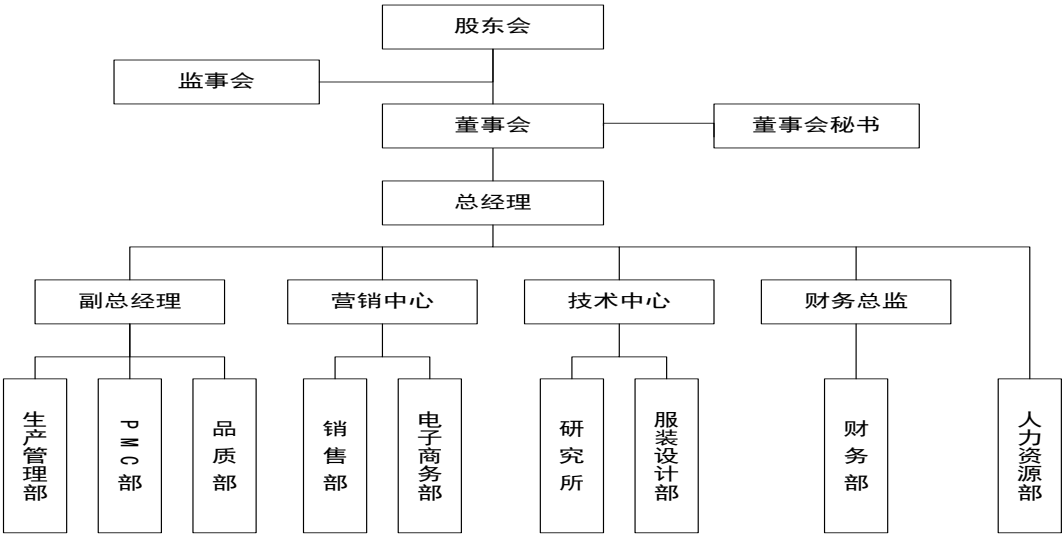 股东会
监事会
董事会
董事会秘书
总经理
副总经理
营销中心
技术中心
财务总监
生产管理部
PMC部
品质部
销售部
电子商务部
研究所
服装设计部
财务部
人力资源部